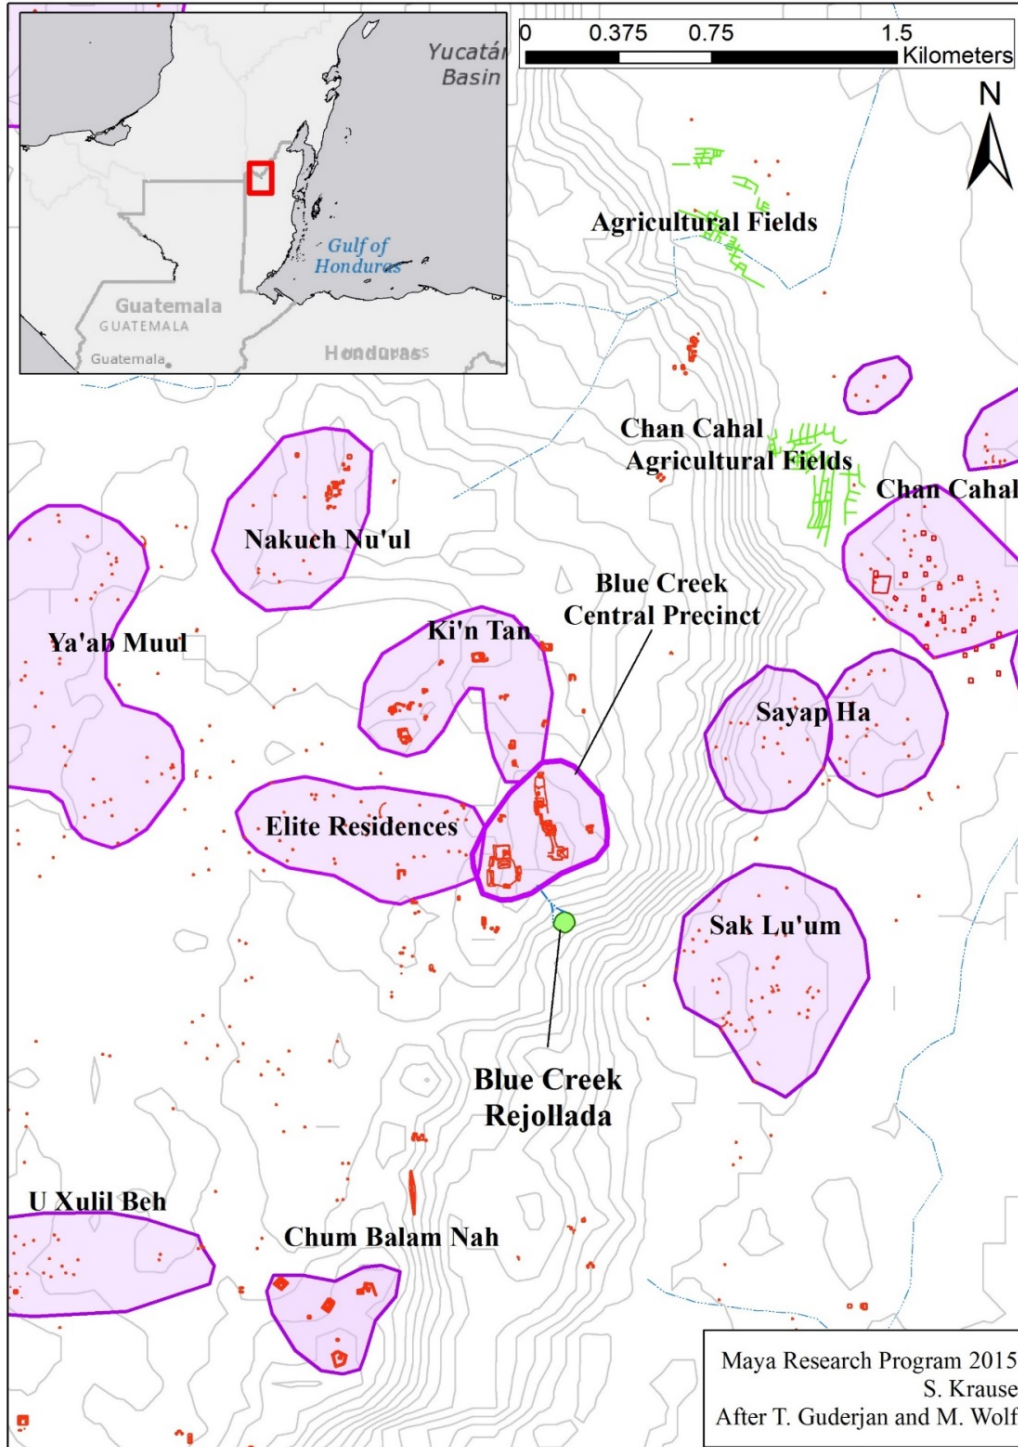 Yucatán
Basin
Gulf of
Honduras
Guatemala
GUATEMALA
Guatemala
Honduras
0 0.375 0.75 1.5
Kilometers
N
Agricultural Fields
Chan Cahal
Agricultural Fields
Chan Cahal
Nakuch Nu'ul
Blue Creek
Central Precinct
Ya'ab Muul
Ki'n Tan
Sayap Ha
Elite Residences
Sak Lu'um
Blue Creek
Rejollada
U Xulil Beh
Chum Balam Nah
Maya Research Program 2015
S. Krause
After T. Guderjan and M. Wolf